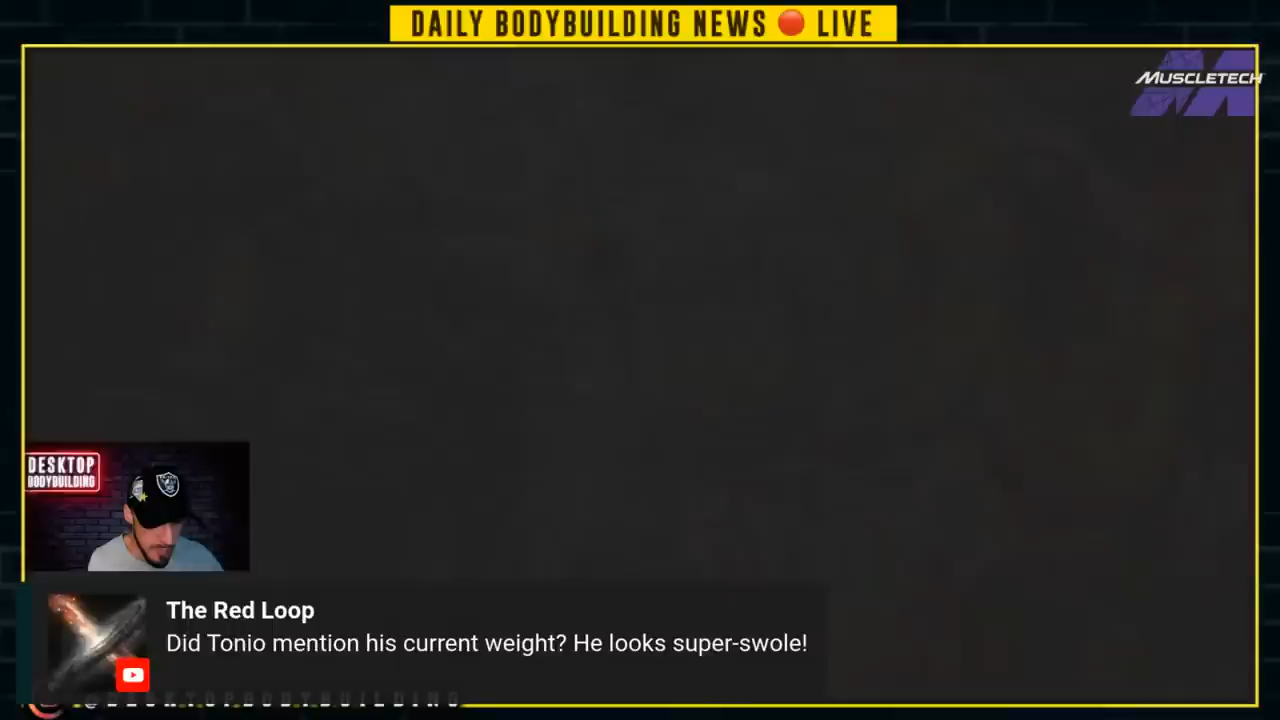 DAILY BODYBUILDING NEWS 🔴 LIVE
MUSCLETECH
DESKTOP
BODYBUILDING
The Red Loop
Did Tonio mention his current weight? He looks super-swole!
@DESKTOPBODYBUILDING